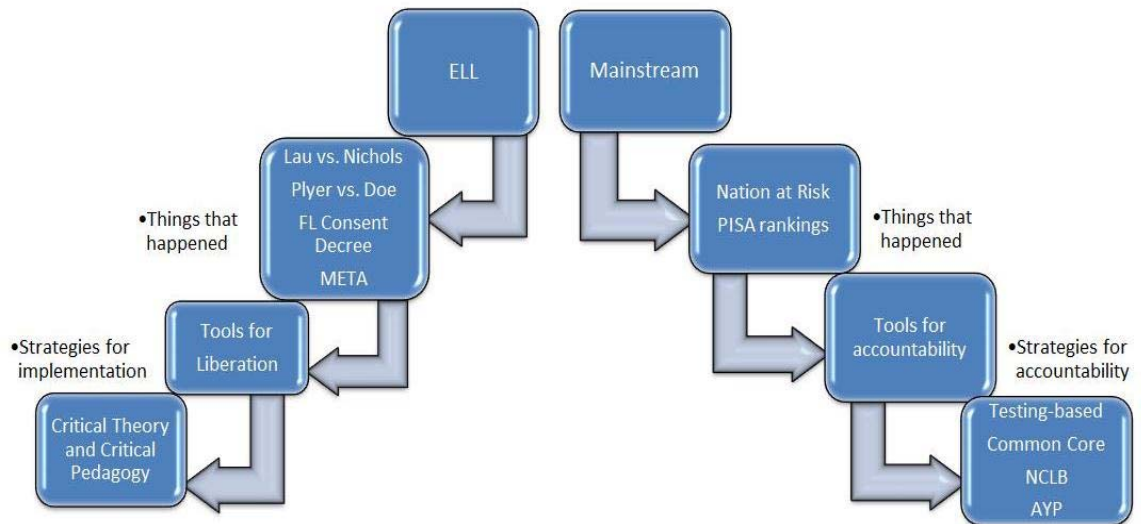 ELL
Lau vs. Nichols
Plyer vs. Doe
FL Consent
Decree
META
•Things that
happened
Tools for
Liberation
•Strategies for
implementation
Critical Theory
and Critical
Pedagogy
Mainstream
Nation at Risk
PISA rankings
•Things that
happened
Tools for
accountability
•Strategies for
accountability
Testing-based
Common Core
NCLB
AYP